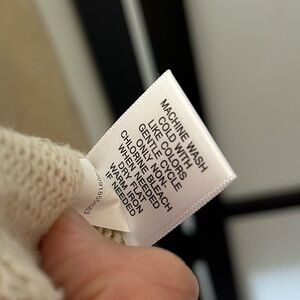 MACHINE WASH
COLD WITH
LIKE COLORS
GENTLE CYCLE
ONLY NON-
CHLORINE BLEACH
WHEN NEEDED
DRY FLAT
WARM IRON
IF NEEDED